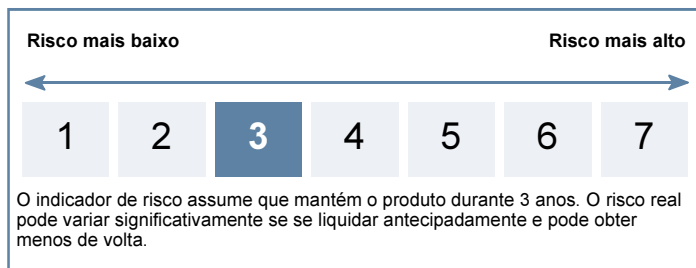 Risco mais baixo Risco mais alto
1 2 3 4 5 6 7
O indicador de risco assume que mantém o produto durante 3 anos. O risco real
pode variar significativamente se se liquidar antecipadamente e pode obter
menos de volta.